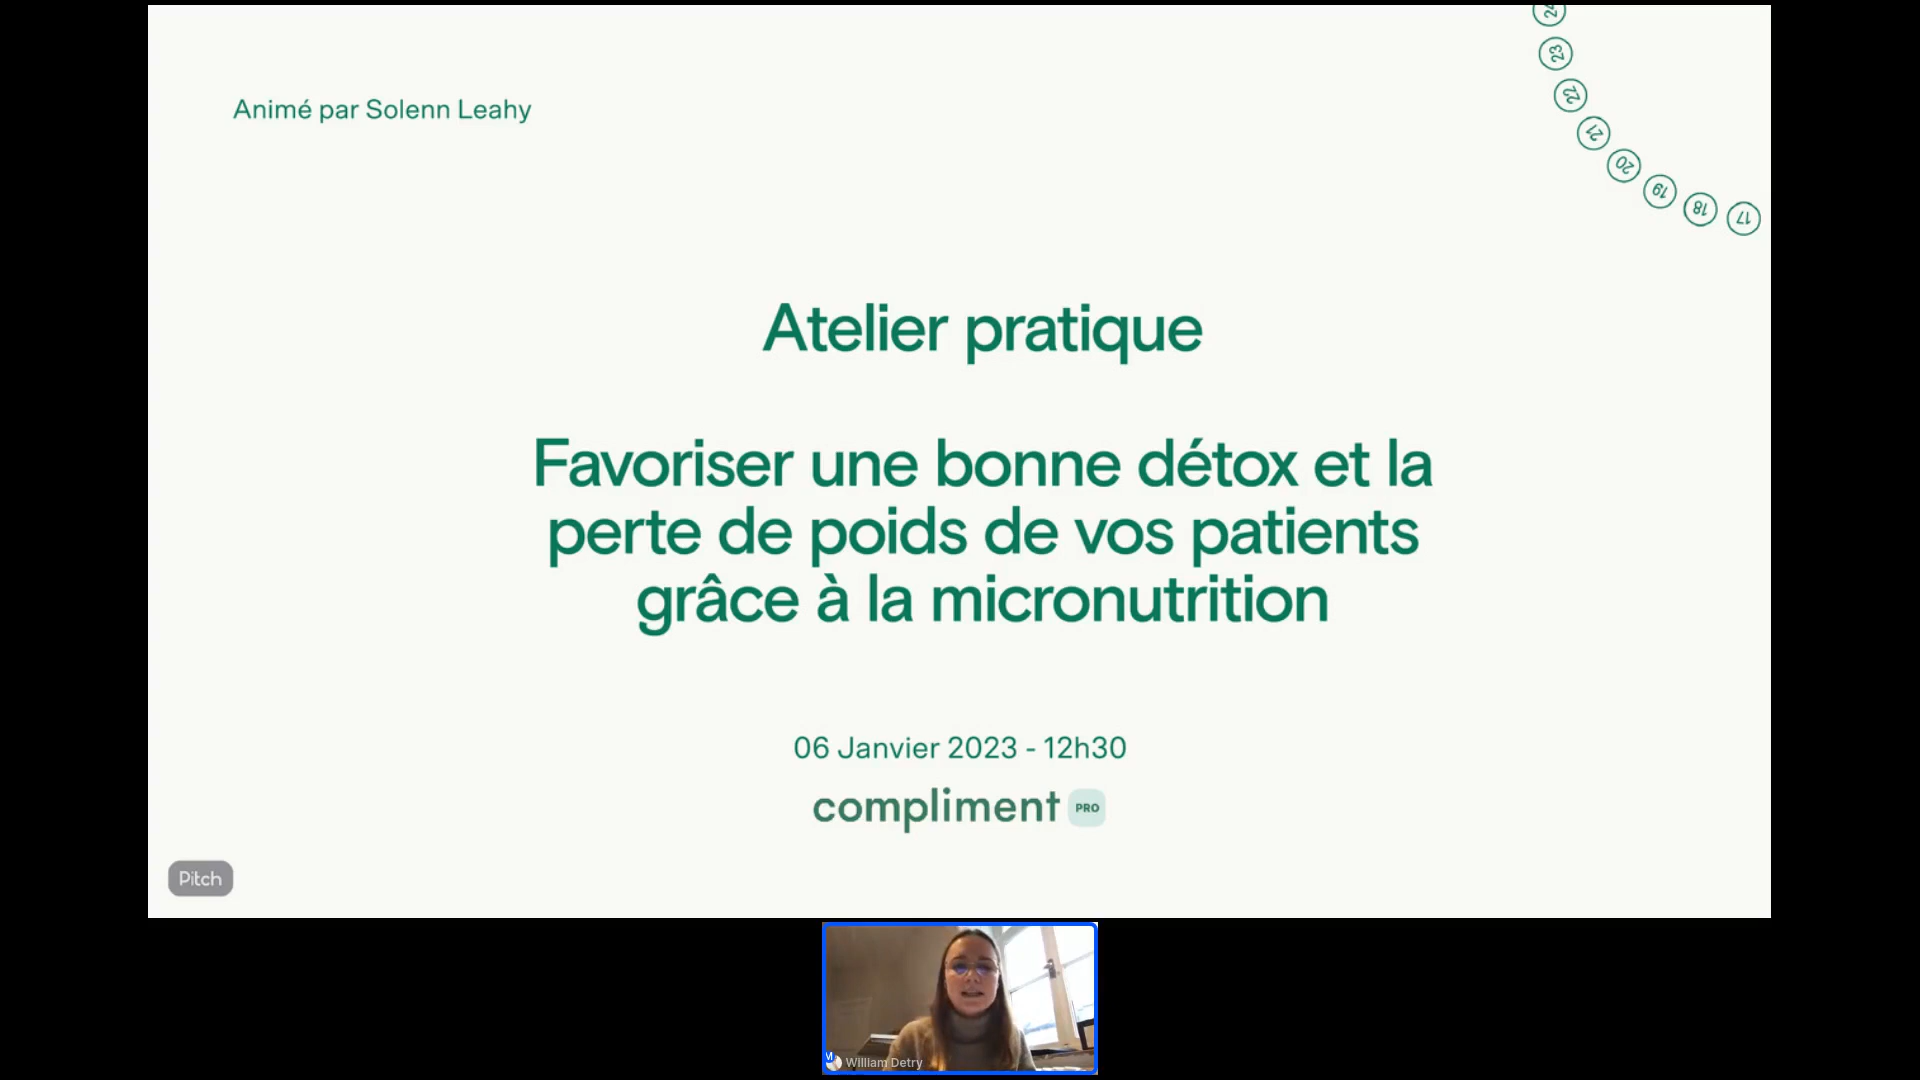 Animé par Solenn Leahy
24
23
22
21
20
19
18
17
Atelier pratique
Favoriser une bonne détox et la
perte de poids de vos patients
grâce à la micronutrition
06 Janvier 2023 - 12h30
compliment PRO
Pitch
M
William Detry